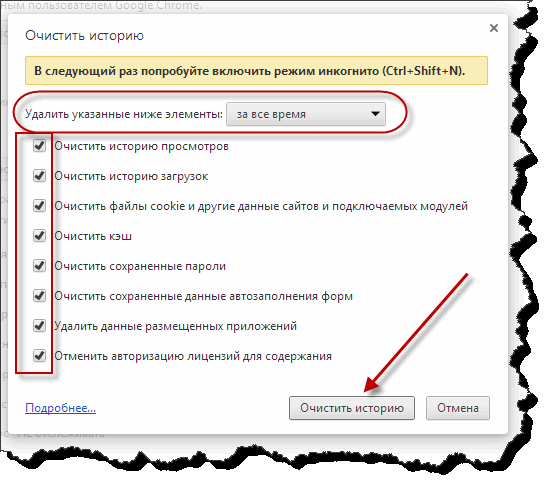 ным пользователем Google Chrome.
Очистить историю
В следующий раз попробуйте включить режим инкогнито (Ctrl+Shift+N).
Удалить указанные ниже элементы: за все время
Очистить историю просмотров
Очистить историю загрузок
Очистить файлы cookie и другие данные сайтов и подключаемых модулей
Очистить кэш
Очистить сохраненные пароли
Очистить сохраненные данные автозаполнения форм
Удалить данные размещенных приложений
Отменить авторизацию лицензий для содержания
Подробнее... Очистить историю Отмена
Не отслеживать